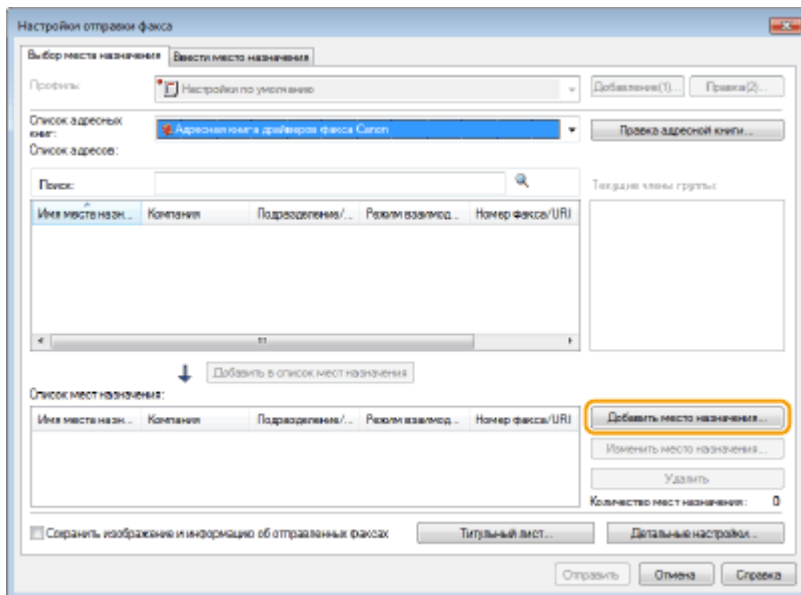 Настройки отправки факса
Выбор места назначения Ввести место назначения
Профиль: Настройки по умолчанию Добавление(1)... Правка(2)...
Список адресных книг: Адресная книга драйверов факса Canon Правка адресной книги...
Список адресов:
Поиск: Текущие члены группы:
Имя места назн... Компания Подразделение/... Режим взаимод... Номер факса/URI
Добавить в список мест назначения
Список мест назначения:
Имя места назн... Компания Подразделение/... Режим взаимод... Номер факса/URI
Добавить место назначения...
Изменить место назначения...
Удалить
Количество мест назначения: 0
Сохранить изображение и информацию об отправленных факсах Титульный лист... Детальные настройки...
Отправить Отмена Справка